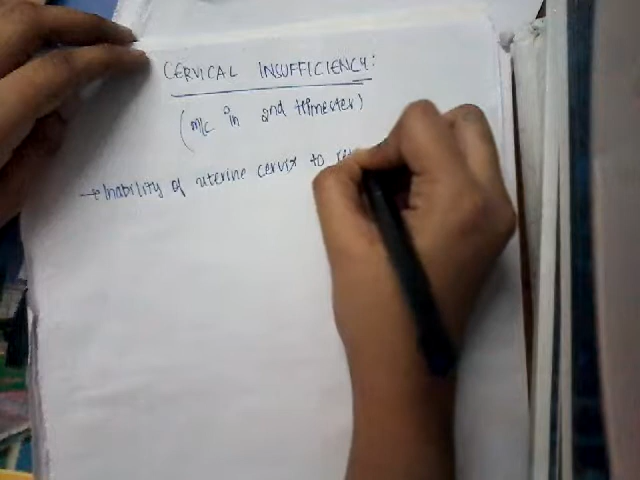 CERVICAL INSUFFICIENCY:
(m/c in 2nd trimester)
→ Inability of uterine cervix to